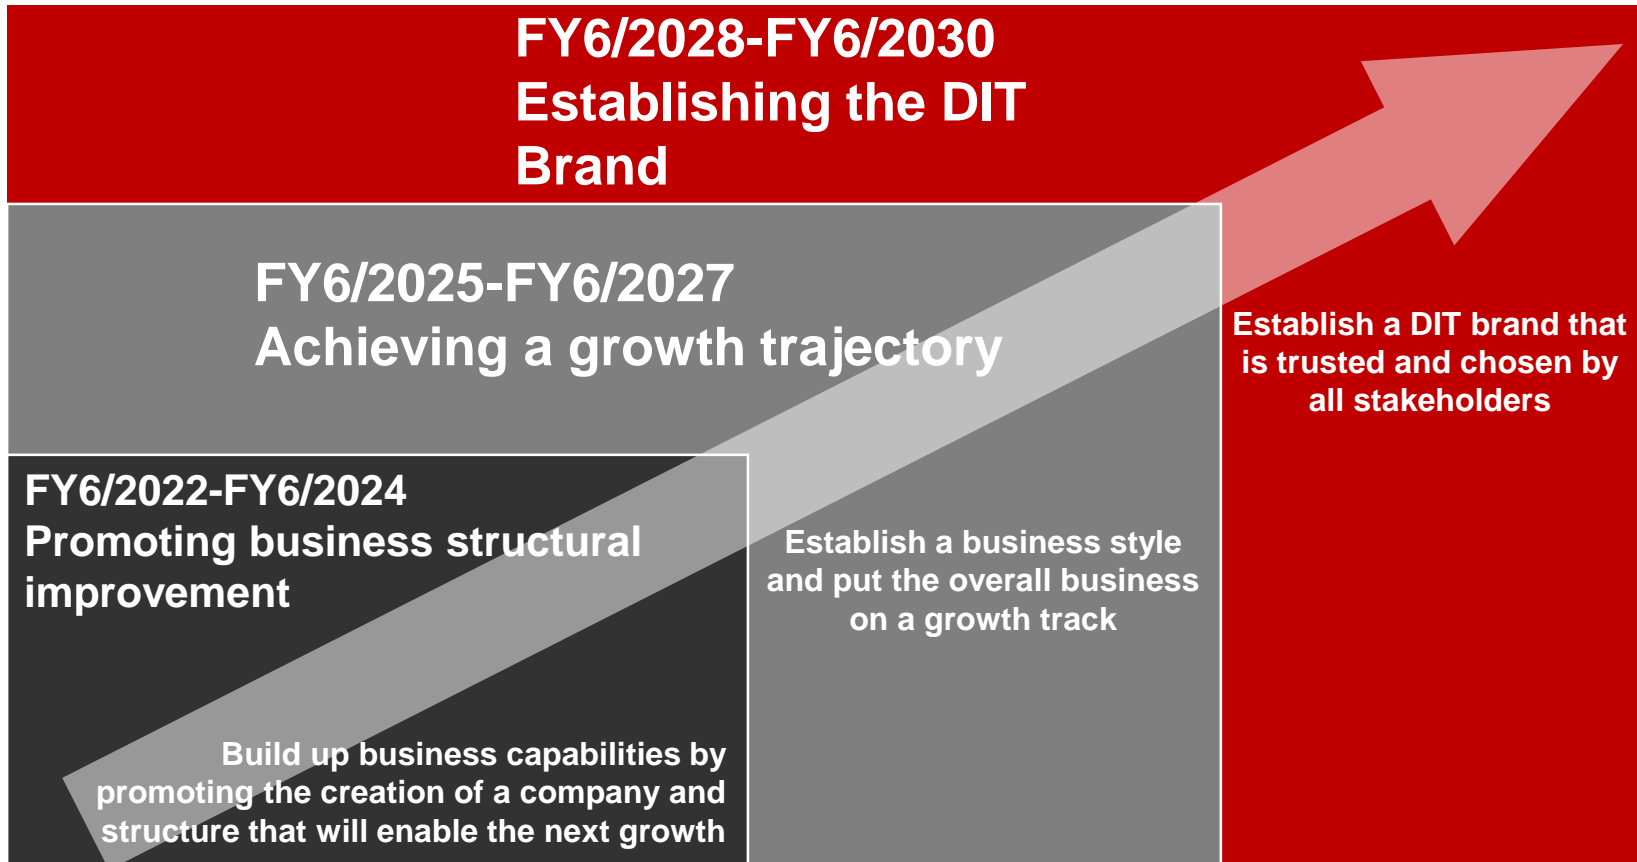 FY6/2028-FY6/2030
Establishing the DIT
Brand
FY6/2025-FY6/2027
Achieving a growth trajectory
Establish a DIT brand that
is trusted and chosen by
all stakeholders
FY6/2022-FY6/2024
Promoting business structural
improvement
Establish a business style
and put the overall business
on a growth track
Build up business capabilities by
promoting the creation of a company and
structure that will enable the next growth